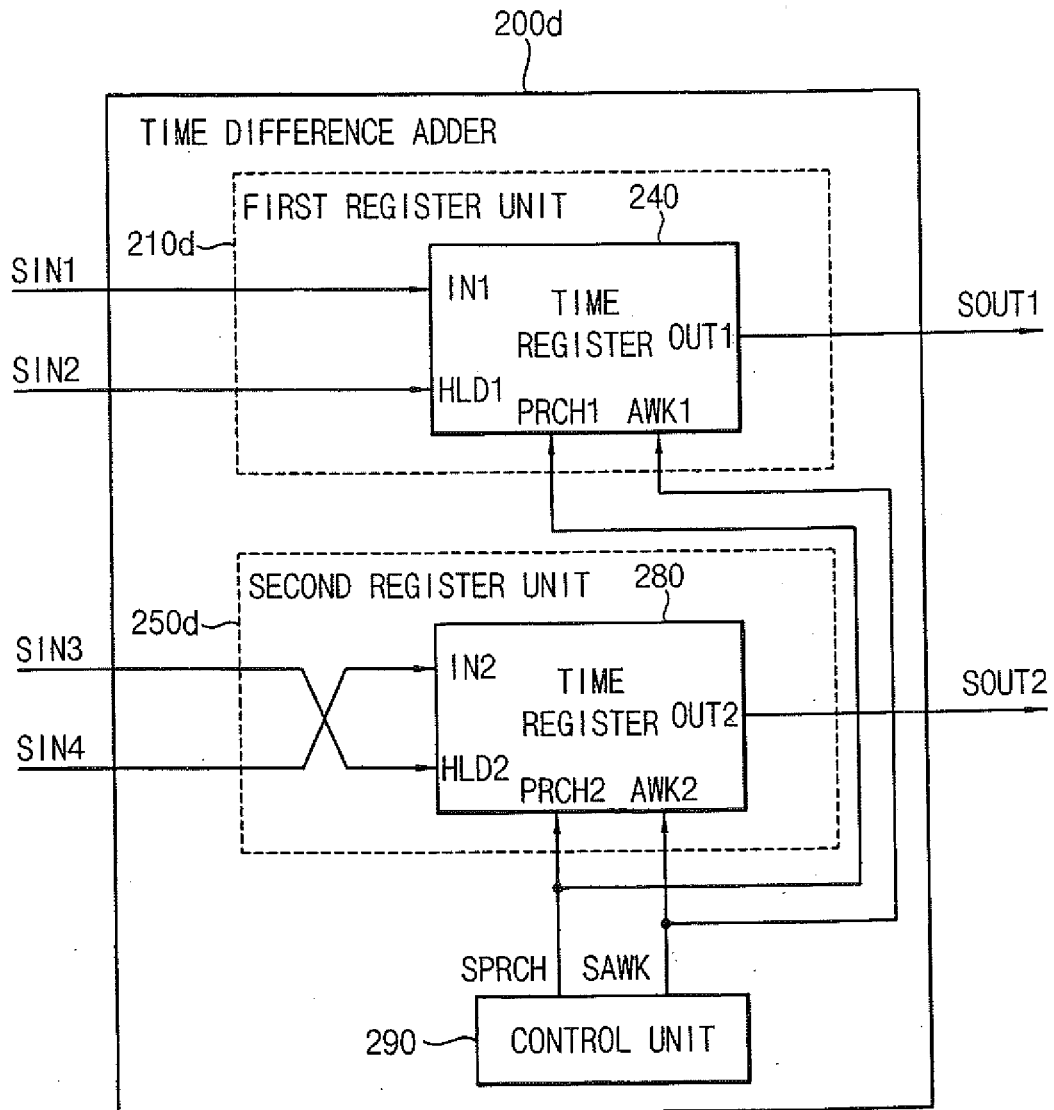 200d
TIME DIFFERENCE ADDER
FIRST REGISTER UNIT
240
210d
SIN1
IN1
TIME
REGISTER
OUT1
SOUT1
SIN2
HLD1
PRCH1
AWK1
SECOND REGISTER UNIT
280
250d
SIN3
IN2
TIME
REGISTER
OUT2
SOUT2
SIN4
HLD2
PRCH2
AWK2
SPRCH
SAWK
290
CONTROL UNIT